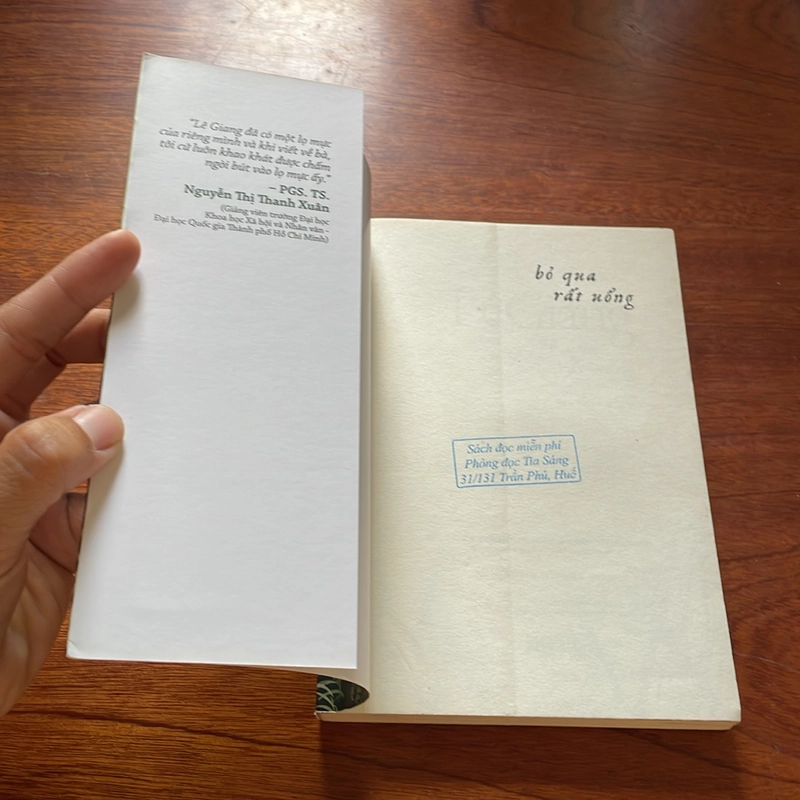 "Lê Giang đã có một lọ mực
của riêng mình và khi viết về bà,
tôi cứ luôn khao khát được chấm
ngòi bút vào lọ mực ấy."
– PGS. TS.
Nguyễn Thị Thanh Xuân
(Giảng viên trường Đại học
Khoa học Xã hội và Nhân văn -
Đại học Quốc gia Thành phố Hồ Chí Minh)
bỏ qua
rất uổng
Sách đọc miễn phí
Phòng đọc Tia Sáng
31/131 Trần Phú, Huế